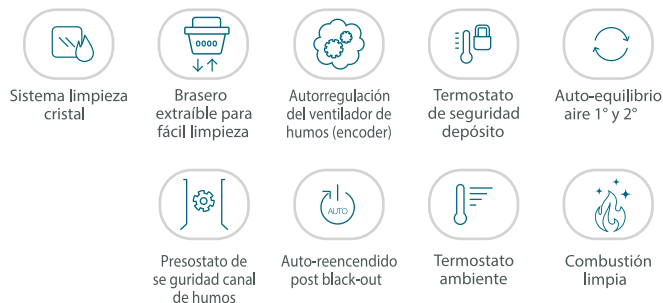 Sistema limpieza
cristal
Brasero
extraíble para
fácil limpieza
Autorregulación
del ventilador de
humos (encoder)
Termostato
de seguridad
depósito
Auto-equilibrio
aire 1° y 2°
Presostato de
se guridad canal
de humos
AUTO
Auto-reencendido
post black-out
Termostato
ambiente
Combustión
limpia